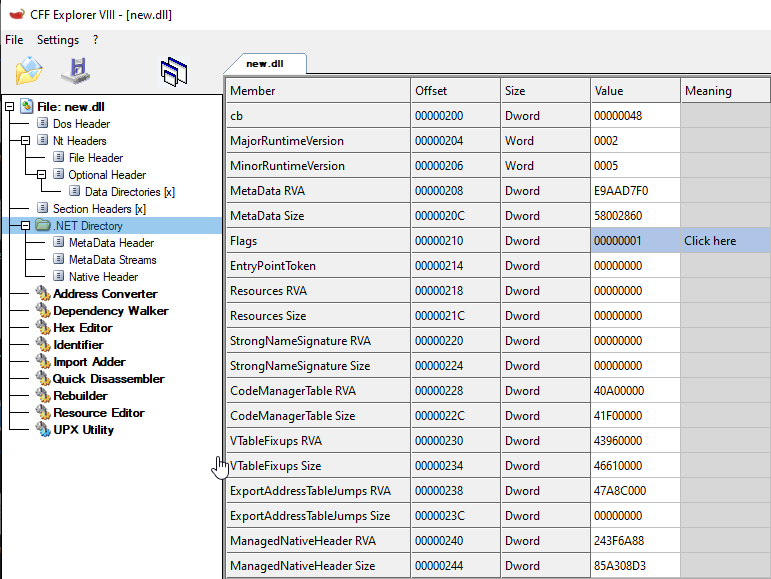 CFF Explorer VIII - [new.dll]
File Settings ?
new.dll
File: new.dll
Dos Header
Nt Headers
File Header
Optional Header
Data Directories [x]
Section Headers [x]
.NET Directory
MetaData Header
MetaData Streams
Native Header
Address Converter
Dependency Walker
Hex Editor
Identifier
Import Adder
Quick Disassembler
Rebuilder
Resource Editor
UPX Utility
Member Offset Size Value Meaning
cb 00000200 Dword 00000048
MajorRuntimeVersion 00000204 Word 0002
MinorRuntimeVersion 00000206 Word 0005
MetaData RVA 00000208 Dword E9AAD7F0
MetaData Size 0000020C Dword 58002860
Flags 00000210 Dword 00000001 Click here
EntryPointToken 00000214 Dword 00000000
Resources RVA 00000218 Dword 00000000
Resources Size 0000021C Dword 00000000
StrongNameSignature RVA 00000220 Dword 00000000
StrongNameSignature Size 00000224 Dword 00000000
CodeManagerTable RVA 00000228 Dword 40A00000
CodeManagerTable Size 0000022C Dword 41F00000
VTableFixups RVA 00000230 Dword 43960000
VTableFixups Size 00000234 Dword 46610000
ExportAddressTableJumps RVA 00000238 Dword 47A8C000
ExportAddressTableJumps Size 0000023C Dword 00000000
ManagedNativeHeader RVA 00000240 Dword 243F6A88
ManagedNativeHeader Size 00000244 Dword 85A308D3